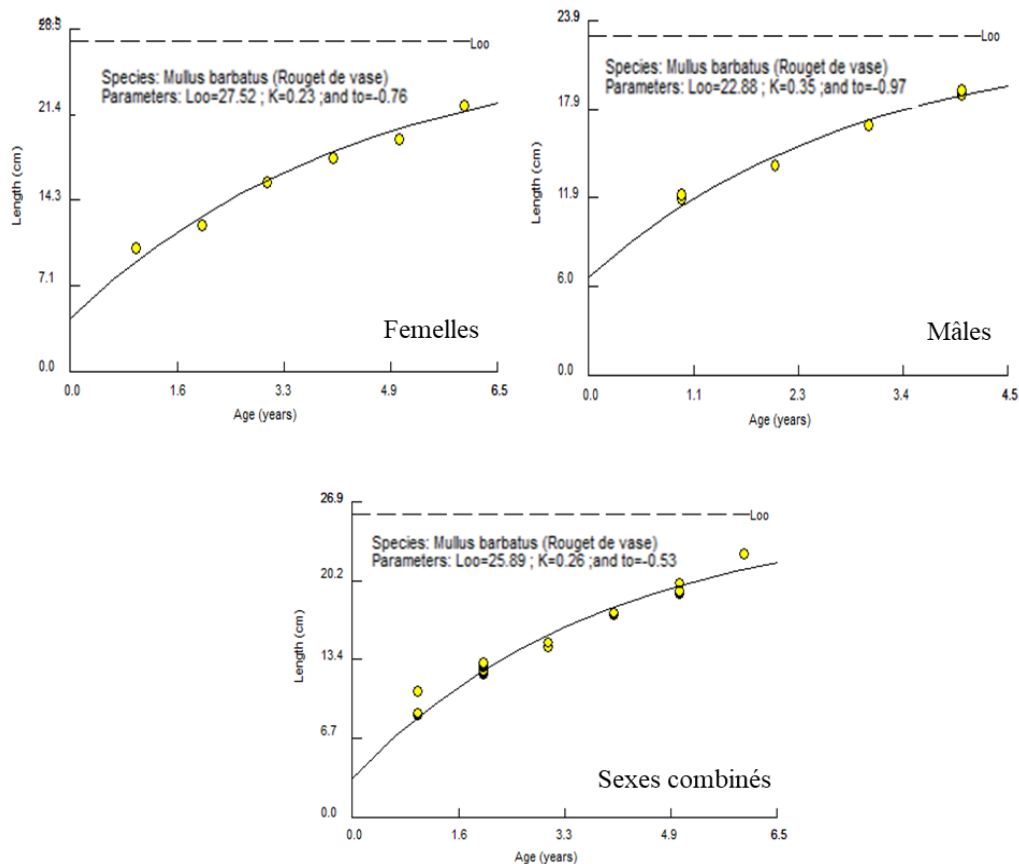 28.5
Loo
21.4
14.3
7.1
0.0
Length (cm)
Species: Mullus barbatus (Rouget de vase)
Parameters: Loo=27.52 ; K=0.23 ;and to=-0.76
Femelles
0.0 1.6 3.3 4.9 6.5
Age (years)
23.9
Loo
17.9
11.9
6.0
0.0
Length (cm)
Species: Mullus barbatus (Rouget de vase)
Parameters: Loo=22.88 ; K=0.35 ;and to=-0.97
Mâles
0.0 1.1 2.3 3.4 4.5
Age (years)
26.9
Loo
20.2
13.4
6.7
0.0
Length (cm)
Species: Mullus barbatus (Rouget de vase)
Parameters: Loo=25.89 ; K=0.26 ;and to=-0.53
Sexes combinés
0.0 1.6 3.3 4.9 6.5
Age (years)